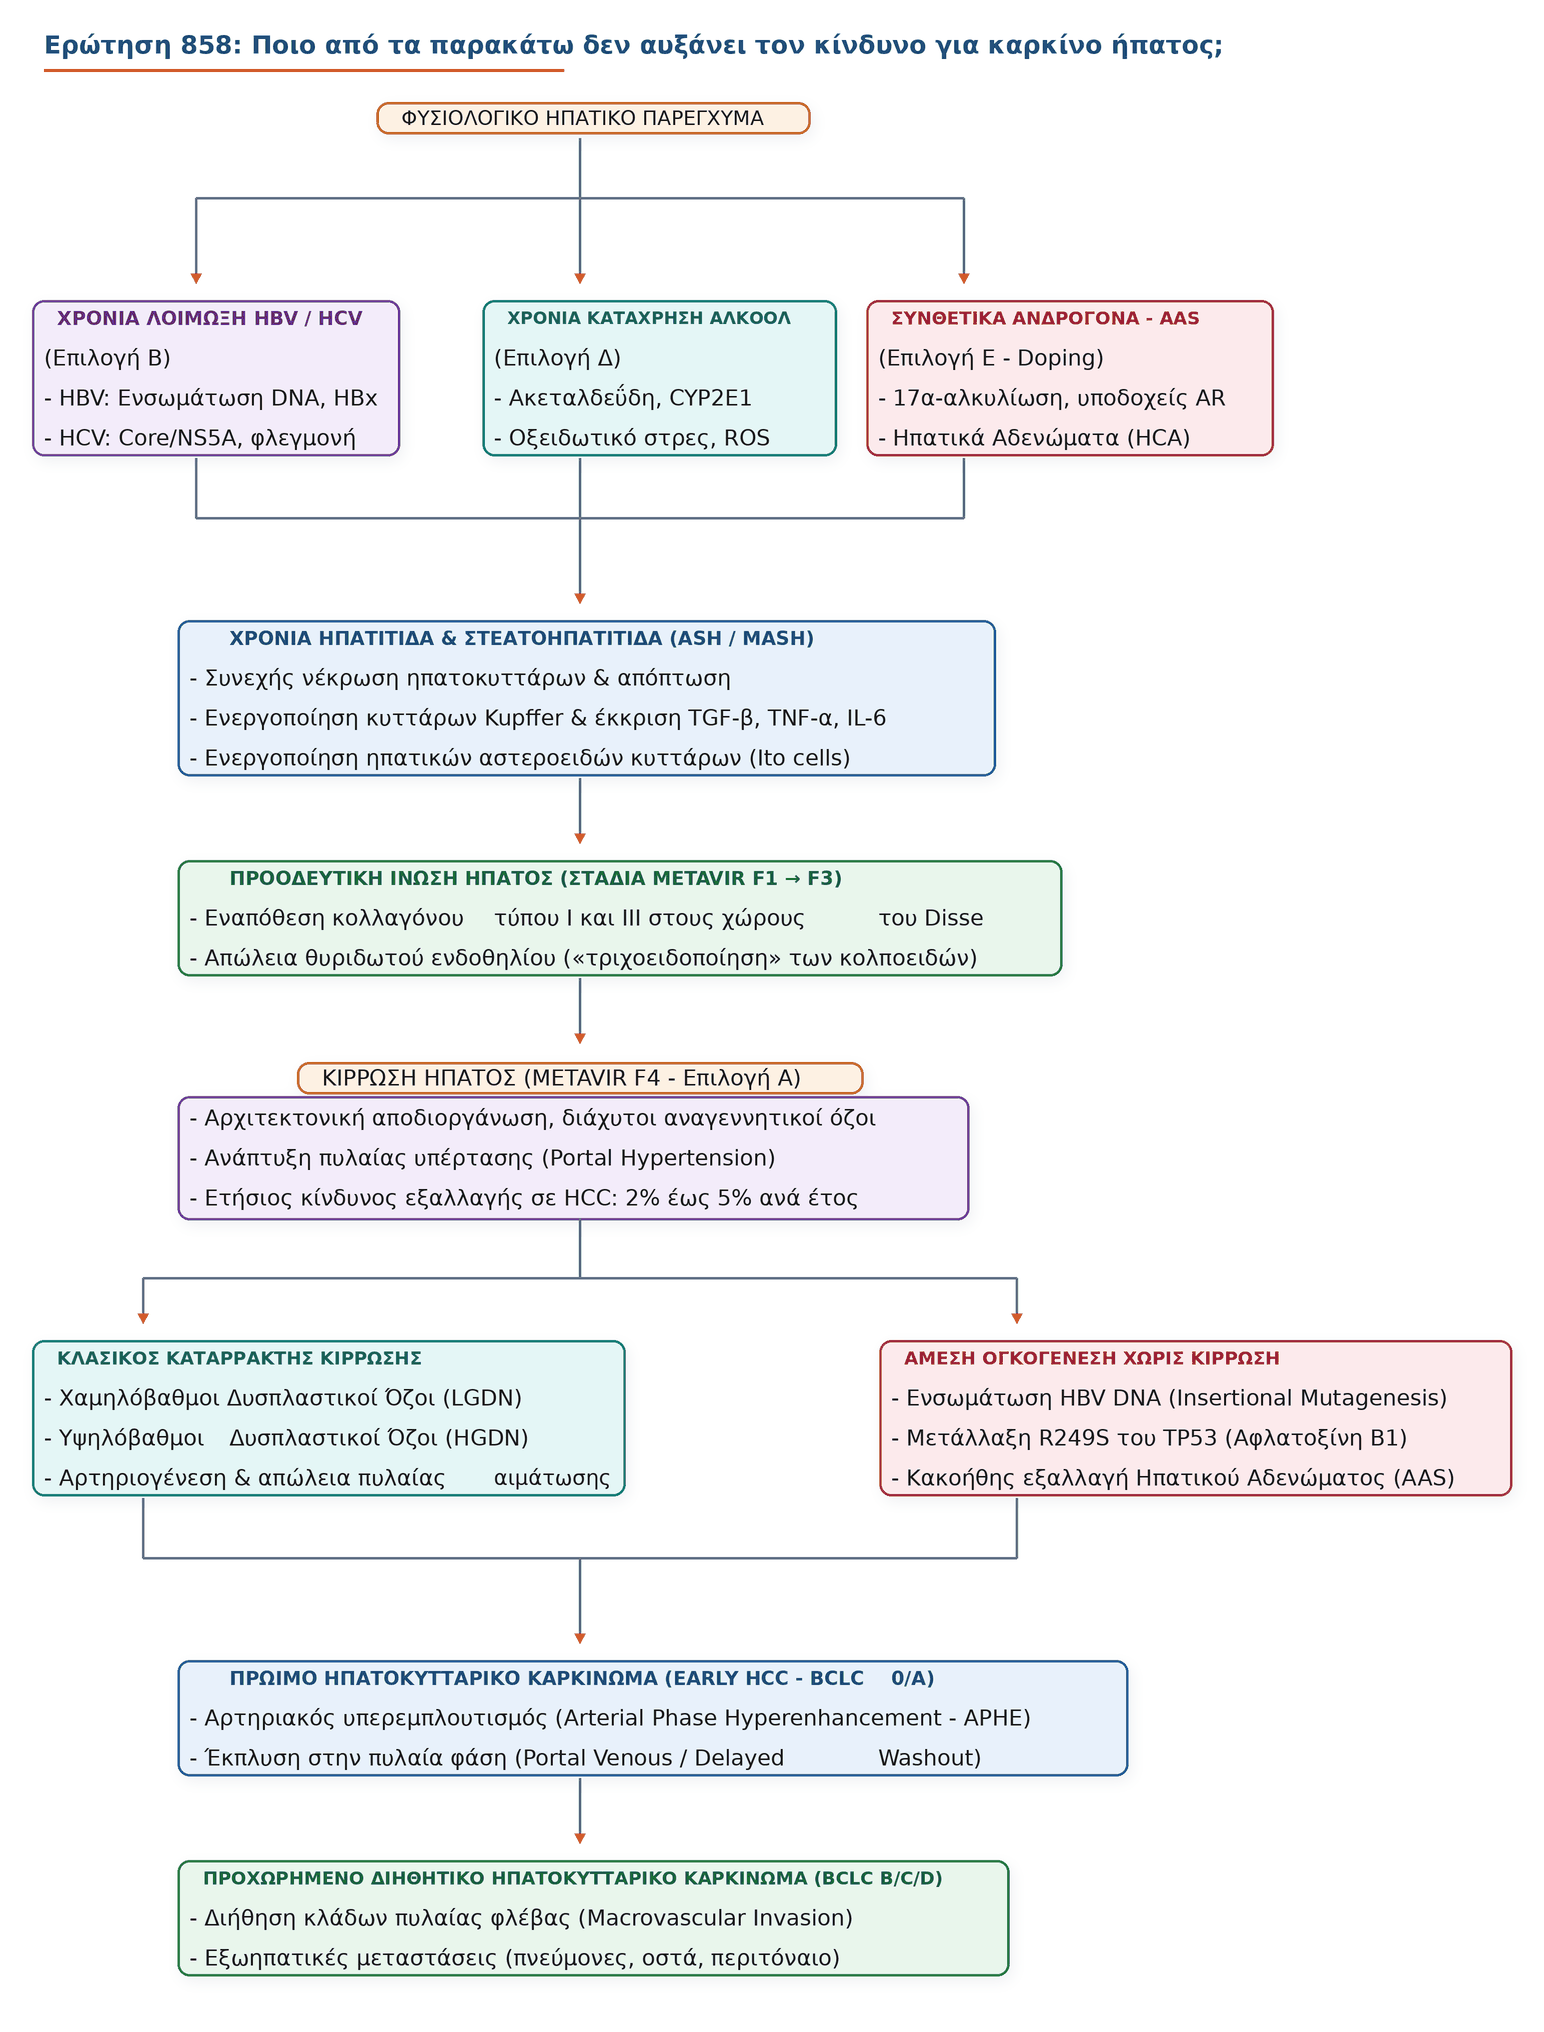 Ερώτηση 858: Ποιο από τα παρακάτω δεν αυξάνει τον κίνδυνο για καρκίνο ήπατος;
ΦΥΣΙΟΛΟΓΙΚΟ ΗΠΑΤΙΚΟ ΠΑΡΕΓΧΥΜΑ
ΧΡΟΝΙΑ ΛΟΙΜΩΞΗ HBV / HCV
(Επιλογή Β)
- HBV: Ενσωμάτωση DNA, HBx
- HCV: Core/NS5A, φλεγμονή
ΧΡΟΝΙΑ ΚΑΤΑΧΡΗΣΗ ΑΛΚΟΟΛ
(Επιλογή Δ)
- Ακεταλδεΰδη, CYP2E1
- Οξειδωτικό στρες, ROS
ΣΥΝΘΕΤΙΚΑ ΑΝΔΡΟΓΟΝΑ - AAS
(Επιλογή Ε - Doping)
- 17α-αλκυλίωση, υποδοχείς AR
- Ηπατικά Αδενώματα (HCA)
ΧΡΟΝΙΑ ΗΠΑΤΙΤΙΔΑ & ΣΤΕΑΤΟΗΠΑΤΙΤΙΔΑ (ASH / MASH)
- Συνεχής νέκρωση ηπατοκυττάρων & απόπτωση
- Ενεργοποίηση κυττάρων Kupffer & έκκριση TGF-β, TNF-α, IL-6
- Ενεργοποίηση ηπατικών αστεροειδών κυττάρων (Ito cells)
ΠΡΟΟΔΕΥΤΙΚΗ ΙΝΩΣΗ ΗΠΑΤΟΣ (ΣΤΑΔΙΑ METAVIR F1 → F3)
- Εναπόθεση κολλαγόνου τύπου I και III στους χώρους του Disse
- Απώλεια θυριδωτού ενδοθηλίου («τριχοειδοποίηση» των κολποειδών)
ΚΙΡΡΩΣΗ ΗΠΑΤΟΣ (METAVIR F4 - Επιλογή Α)
- Αρχιτεκτονική αποδιοργάνωση, διάχυτοι αναγεννητικοί όζοι
- Ανάπτυξη πυλαίας υπέρτασης (Portal Hypertension)
- Ετήσιος κίνδυνος εξαλλαγής σε HCC: 2% έως 5% ανά έτος
ΚΛΑΣΙΚΟΣ ΚΑΤΑΡΡΑΚΤΗΣ ΚΙΡΡΩΣΗΣ
- Χαμηλόβαθμοι Δυσπλαστικοί Όζοι (LGDN)
- Υψηλόβαθμοι Δυσπλαστικοί Όζοι (HGDN)
- Αρτηριογένεση & απώλεια πυλαίας αιμάτωσης
ΑΜΕΣΗ ΟΓΚΟΓΕΝΕΣΗ ΧΩΡΙΣ ΚΙΡΡΩΣΗ
- Ενσωμάτωση HBV DNA (Insertional Mutagenesis)
- Μετάλλαξη R249S του TP53 (Αφλατοξίνη Β1)
- Κακοήθης εξαλλαγή Ηπατικού Αδενώματος (AAS)
ΠΡΩΙΜΟ ΗΠΑΤΟΚΥΤΤΑΡΙΚΟ ΚΑΡΚΙΝΩΜΑ (EARLY HCC - BCLC 0/A)
- Αρτηριακός υπερεμπλουτισμός (Arterial Phase Hyperenhancement - APHE)
- Έκπλυση στην πυλαία φάση (Portal Venous / Delayed Washout)
ΠΡΟΧΩΡΗΜΕΝΟ ΔΙΗΘΗΤΙΚΟ ΗΠΑΤΟΚΥΤΤΑΡΙΚΟ ΚΑΡΚΙΝΩΜΑ (BCLC B/C/D)
- Διήθηση κλάδων πυλαίας φλέβας (Macrovascular Invasion)
- Εξωηπατικές μεταστάσεις (πνεύμονες, οστά, περιτόναιο)